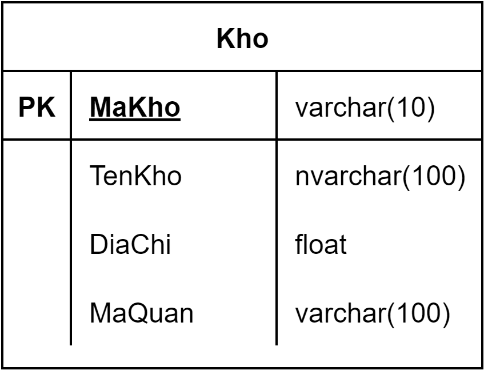 Kho
PK MaKho varchar(10)
TenKho nvarchar(100)
DiaChi float
MaQuan varchar(100)